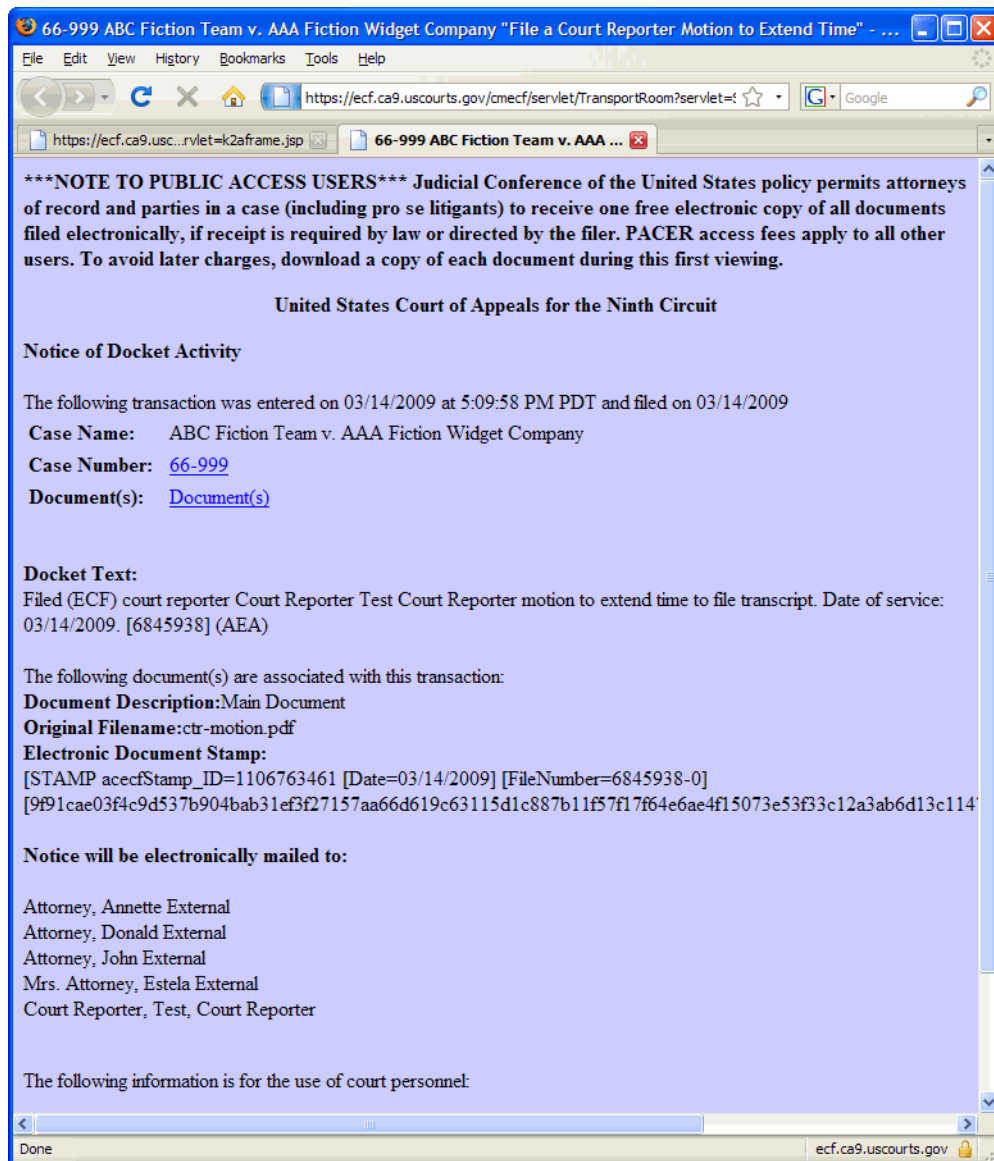 66-999 ABC Fiction Team v. AAA Fiction Widget Company "File a Court Reporter Motion to Extend Time" - ...
File Edit View History Bookmarks Tools Help
https://ecf.ca9.uscourts.gov/cmecf/servlet/TransportRoom?servlet= G Google
https://ecf.ca9.usc...rvlet=k2aframe.jsp 66-999 ABC Fiction Team v. AAA ...
***NOTE TO PUBLIC ACCESS USERS*** Judicial Conference of the United States policy permits attorneys
of record and parties in a case (including pro se litigants) to receive one free electronic copy of all documents
filed electronically, if receipt is required by law or directed by the filer. PACER access fees apply to all other
users. To avoid later charges, download a copy of each document during this first viewing.
United States Court of Appeals for the Ninth Circuit
Notice of Docket Activity
The following transaction was entered on 03/14/2009 at 5:09:58 PM PDT and filed on 03/14/2009
Case Name: ABC Fiction Team v. AAA Fiction Widget Company
Case Number: 66-999
Document(s): Document(s)
Docket Text:
Filed (ECF) court reporter Court Reporter Test Court Reporter motion to extend time to file transcript. Date of service:
03/14/2009. [6845938] (AEA)
The following document(s) are associated with this transaction:
Document Description:Main Document
Original Filename:ctr-motion.pdf
Electronic Document Stamp:
[STAMP acecfStamp_ID=1106763461 [Date=03/14/2009] [FileNumber=6845938-0]
[9f91cae03f4c9d537b904bab31ef3f27157aa66d619c63115d1c887b11f57f17f64e6ae4f15073e53f33c12a3ab6d13c114
Notice will be electronically mailed to:
Attorney, Annette External
Attorney, Donald External
Attorney, John External
Mrs. Attorney, Estela External
Court Reporter, Test, Court Reporter
The following information is for the use of court personnel:
Done ecf.ca9.uscourts.gov